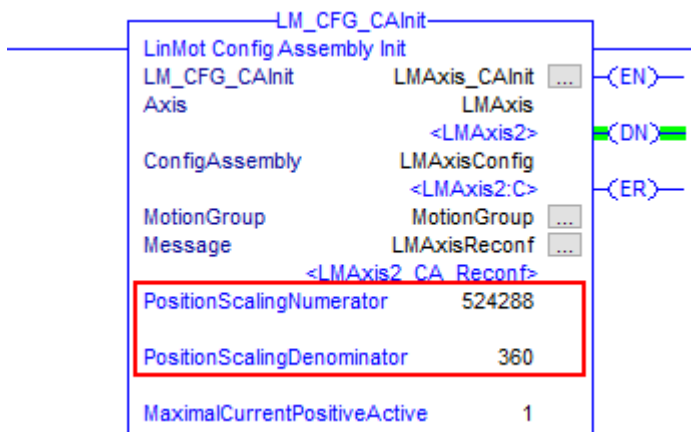 LM_CFG_CAInit
LinMot Config Assembly Init
LM_CFG_CAInit LMAxis_CAInit ... (EN)
Axis LMAxis
<LMAxis2> (DN)
ConfigAssembly LMAxisConfig
<LMAxis2:C> (ER)
MotionGroup MotionGroup ...
Message LMAxisReconf ...
<LMAxis2_CA_Reconf>
PositionScalingNumerator 524288
PositionScalingDenominator 360
MaximalCurrentPositiveActive 1